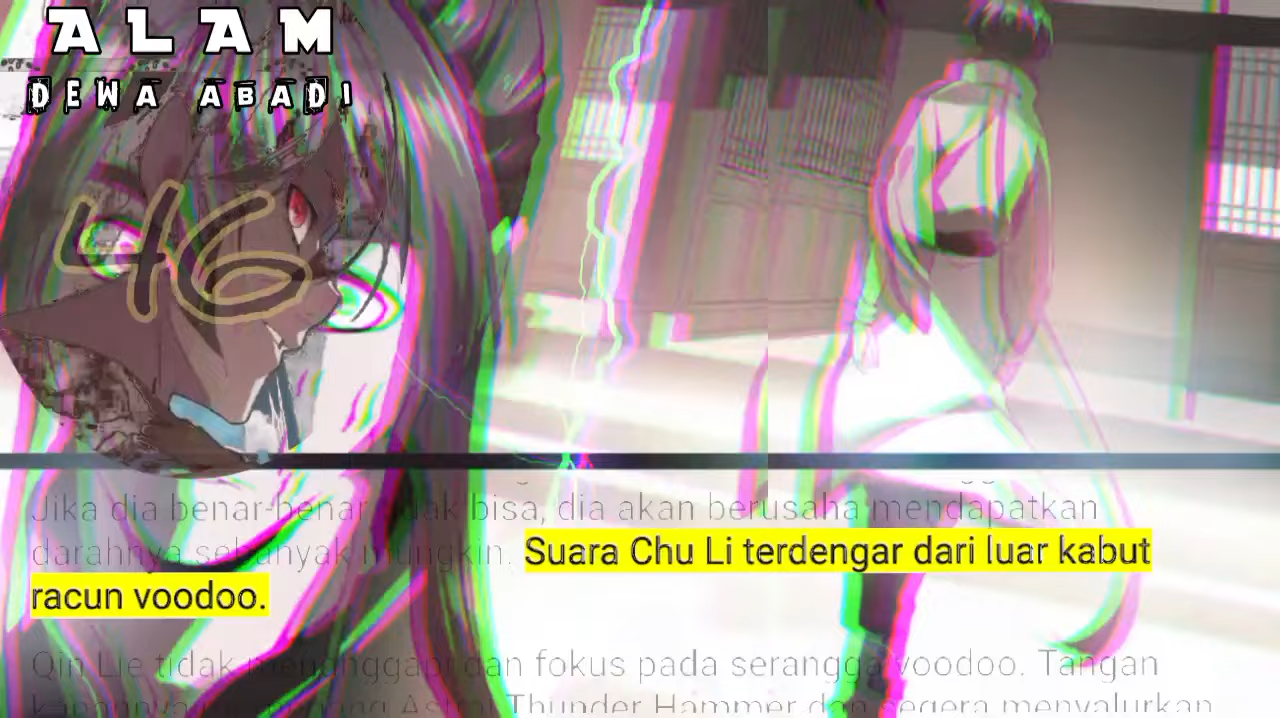 ALAM
DEWA ABADI
46
Jika dia benar-benar tidak bisa, dia akan berusaha mendapatkan
darahnya sebanyak mungkin. Suara Chu Li terdengar dari luar kabut
racun voodoo.
Qin Lie tidak menanggapi dan fokus pada serangga voodoo. Tangan
Astral Thunder Hammer dan segera menyalurkan